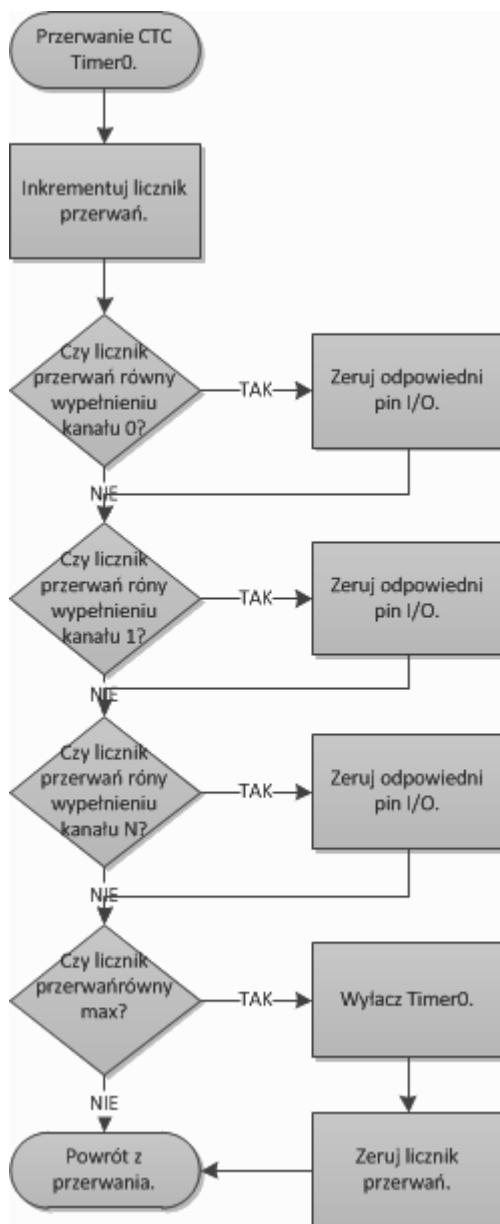 Przerwanie CTC
Timer0.
Inkrementuj licznik
przerwań.
Czy licznik
przerwań równy
wypełnieniu
kanału 0?
TAK
Zeruj odpowiedni
pin I/O.
NIE
Czy licznik
przerwań róny
wypełnieniu
kanału 1?
TAK
Zeruj odpowiedni
pin I/O.
NIE
Czy licznik
przerwań róny
wypełnieniu
kanału N?
TAK
Zeruj odpowiedni
pin I/O.
NIE
Czy licznik
przerwańrówny
max?
TAK
Wyłacz Timer0.
NIE
Powrót z
przerwania.
Zeruj licznik
przerwań.